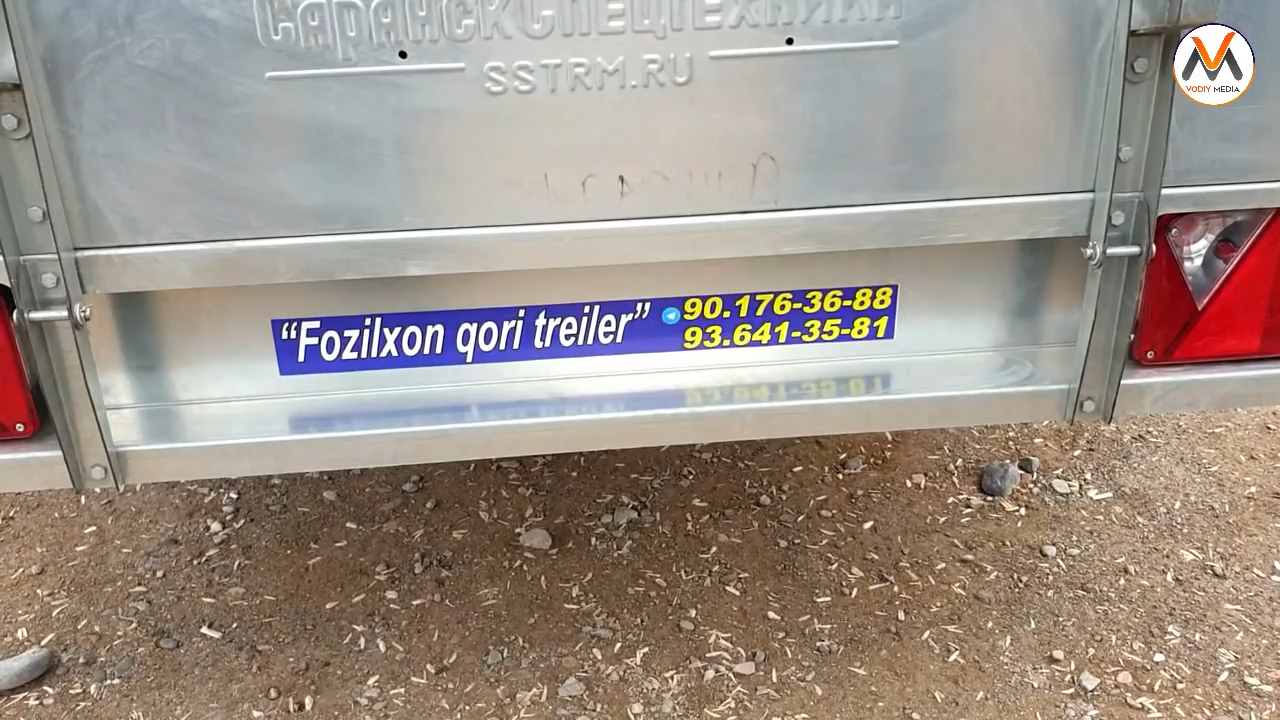 СаранскСпецТехника
SSTRM.RU
VODIY MEDIA
“Fozilxon qori treiler” 90.176-36-88
93.641-35-81